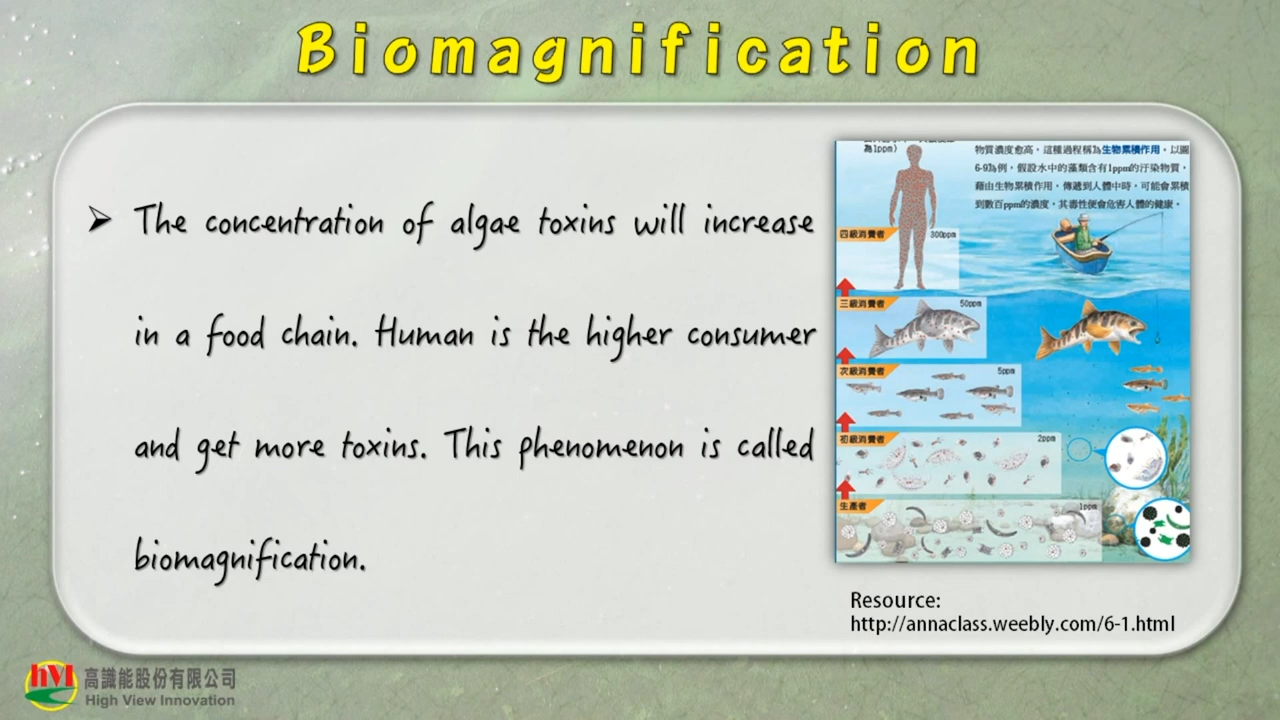 Biomagnification
➢ The concentration of algae toxins will increase
in a food chain. Human is the higher consumer
and get more toxins. This phenomenon is called
biomagnification.
為1ppm)
物質濃度愈高，這種過程稱為生物累積作用。以圖
6-9為例，假設水中的藻類含有1ppm的汙染物質，
藉由生物累積作用，傳遞到人體中時，可能會累積
到數百ppm的濃度，其毒性便會危害人體的健康。
四級消費者
300ppm
三級消費者
50ppm
次級消費者
5ppm
初級消費者
2ppm
生產者
1ppm
Resource:
http://annaclass.weebly.com/6-1.html
hvi
高識能股份有限公司
High View Innovation